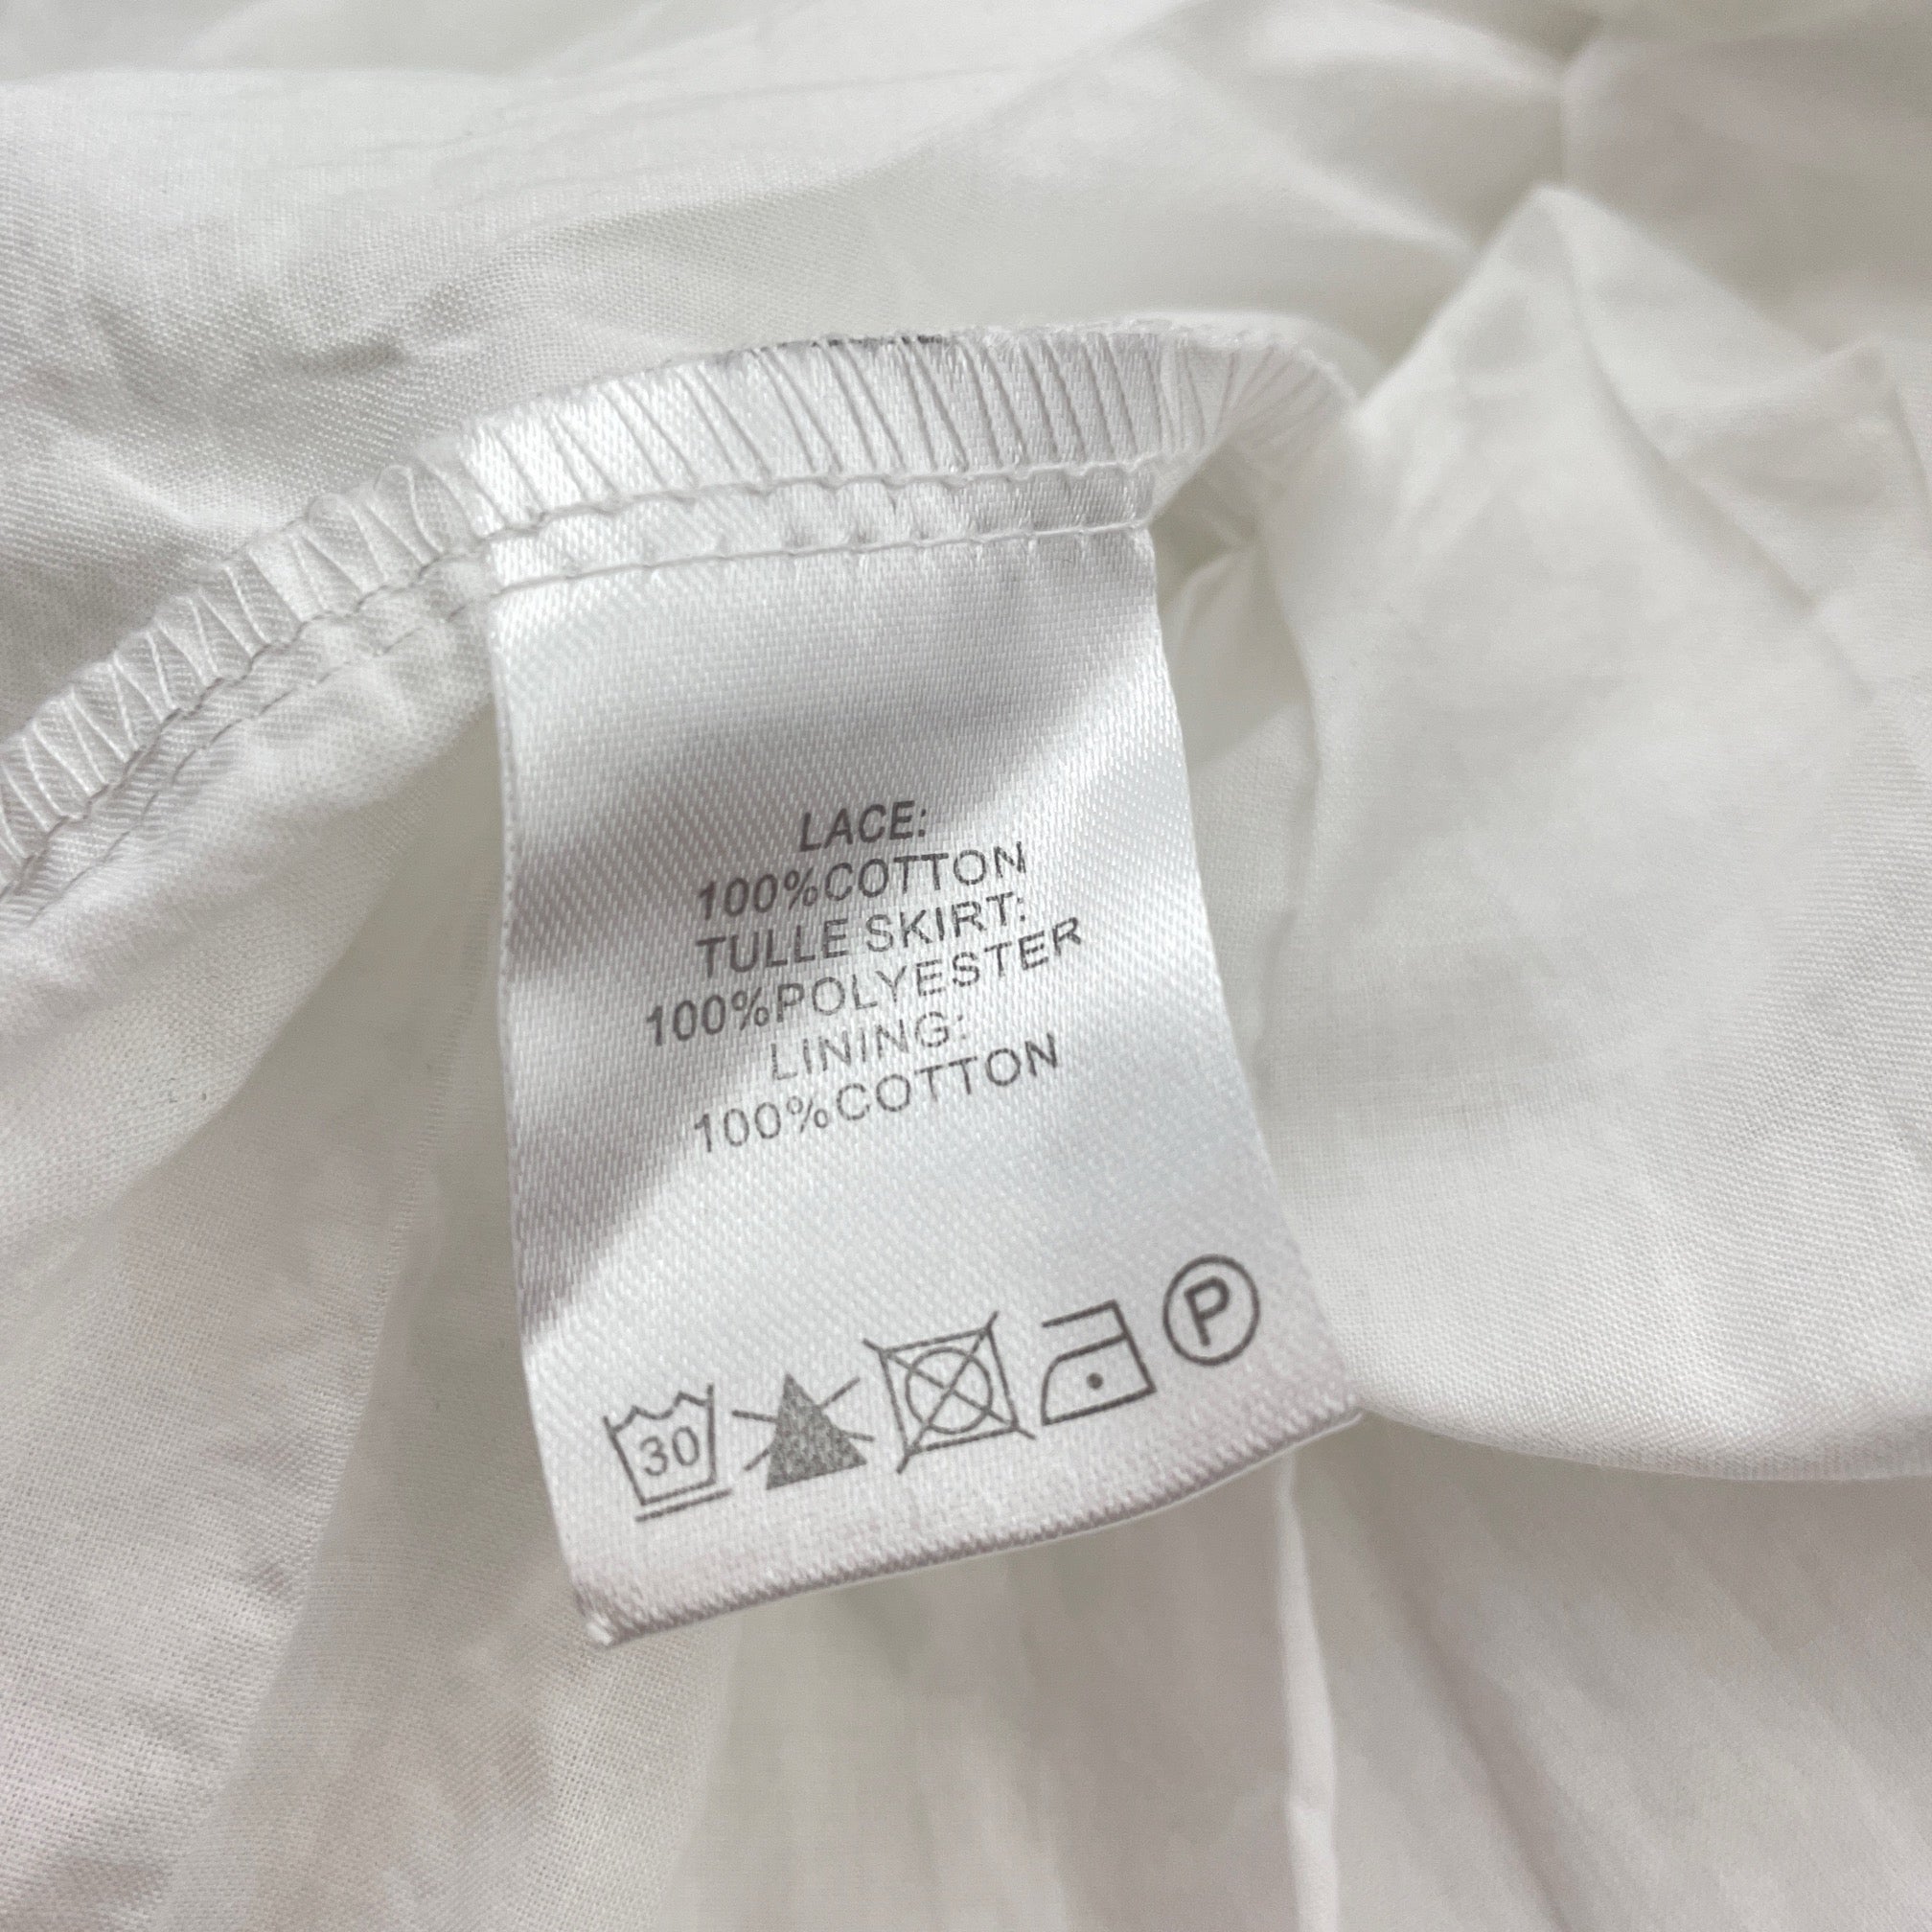 LACE:
100%COTTON
TULLE SKIRT:
100%POLYESTER
LINING:
100%COTTON
30
P